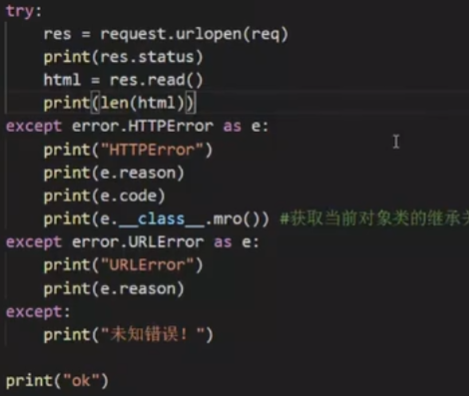 try:
    res = request.urlopen(req)
    print(res.status)
    html = res.read()
    print(len(html))
except error.HTTPError as e:
    print("HTTPError")
    print(e.reason)
    print(e.code)
    print(e.__class__.mro()) #获取当前对象类的继承
except error.URLError as e:
    print("URLError")
    print(e.reason)
except:
    print("未知错误！")
print("ok")